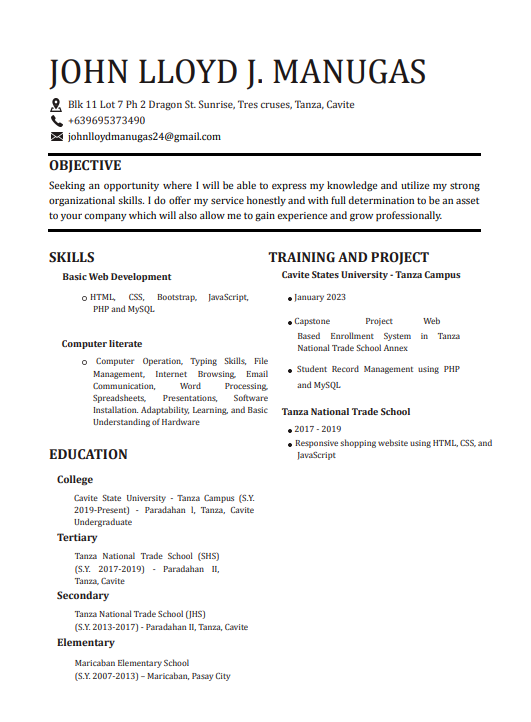 JOHN LLOYD J. MANUGAS
Blk 11 Lot 7 Ph 2 Dragon St. Sunrise, Tres cruses, Tanza, Cavite
+639695373490
johnlloydmanugas24@gmail.com
OBJECTIVE
Seeking an opportunity where I will be able to express my knowledge and utilize my strong
organizational skills. I do offer my service honestly and with full determination to be an asset
to your company which will also allow me to gain experience and grow professionally.
SKILLS
Basic Web Development
HTML, CSS, Bootstrap, JavaScript,
PHP and MySQL
Computer literate
Computer Operation, Typing Skills, File
Management, Internet Browsing, Email
Communication, Word Processing,
Spreadsheets, Presentations, Software
Installation. Adaptability, Learning, and Basic
Understanding of Hardware
EDUCATION
College
Cavite State University - Tanza Campus (S.Y.
2019-Present) - Paradahan l, Tanza, Cavite
Undergraduate
Tertiary
Tanza National Trade School (SHS)
(S.Y. 2017-2019) - Paradahan II,
Tanza, Cavite
Secondary
Tanza National Trade School (JHS)
(S.Y. 2013-2017) - Paradahan II, Tanza, Cavite
Elementary
Maricaban Elementary School
(S.Y. 2007-2013) – Maricaban, Pasay City
TRAINING AND PROJECT
Cavite States University - Tanza Campus
January 2023
Capstone Project Web
Based Enrollment System in Tanza
National Trade School Annex
Student Record Management using PHP
and MySQL
Tanza National Trade School
2017 - 2019
Responsive shopping website using HTML, CSS, and
JavaScript